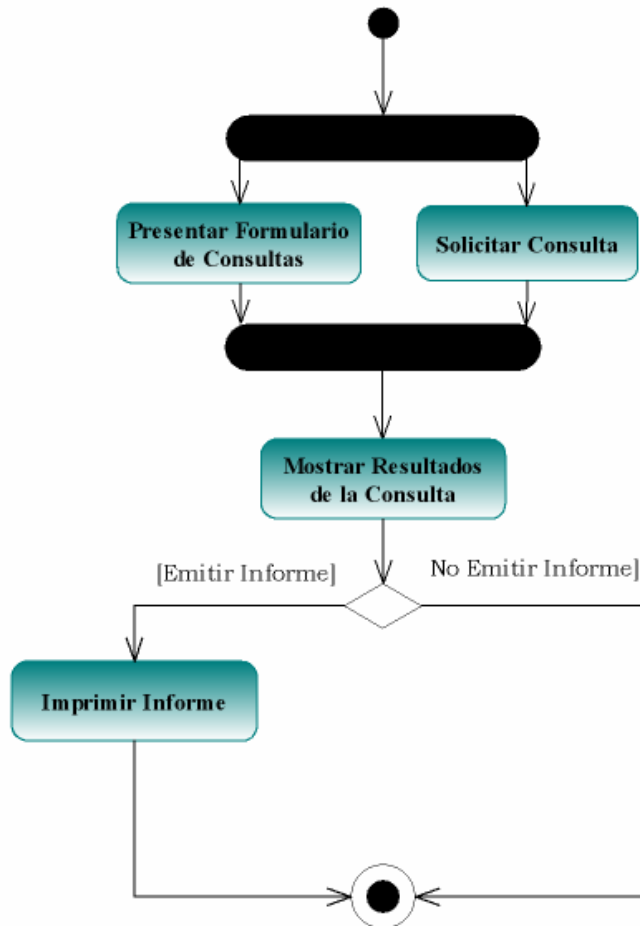 Presentar Formulario
de Consultas
Solicitar Consulta
Mostrar Resultados
de la Consulta
[Emitir Informe]
No Emitir Informe]
Imprimir Informe